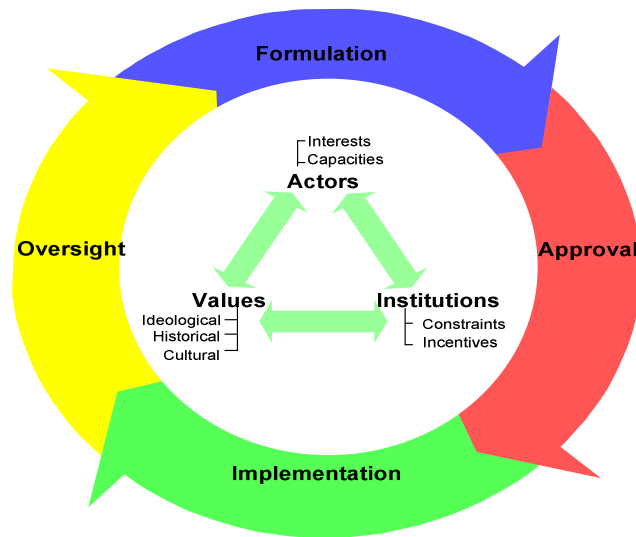 Formulation
Interests
Capacities
Actors
Oversight
Approval
Values
Institutions
Ideological
Historical
Cultural
Constraints
Incentives
Implementation